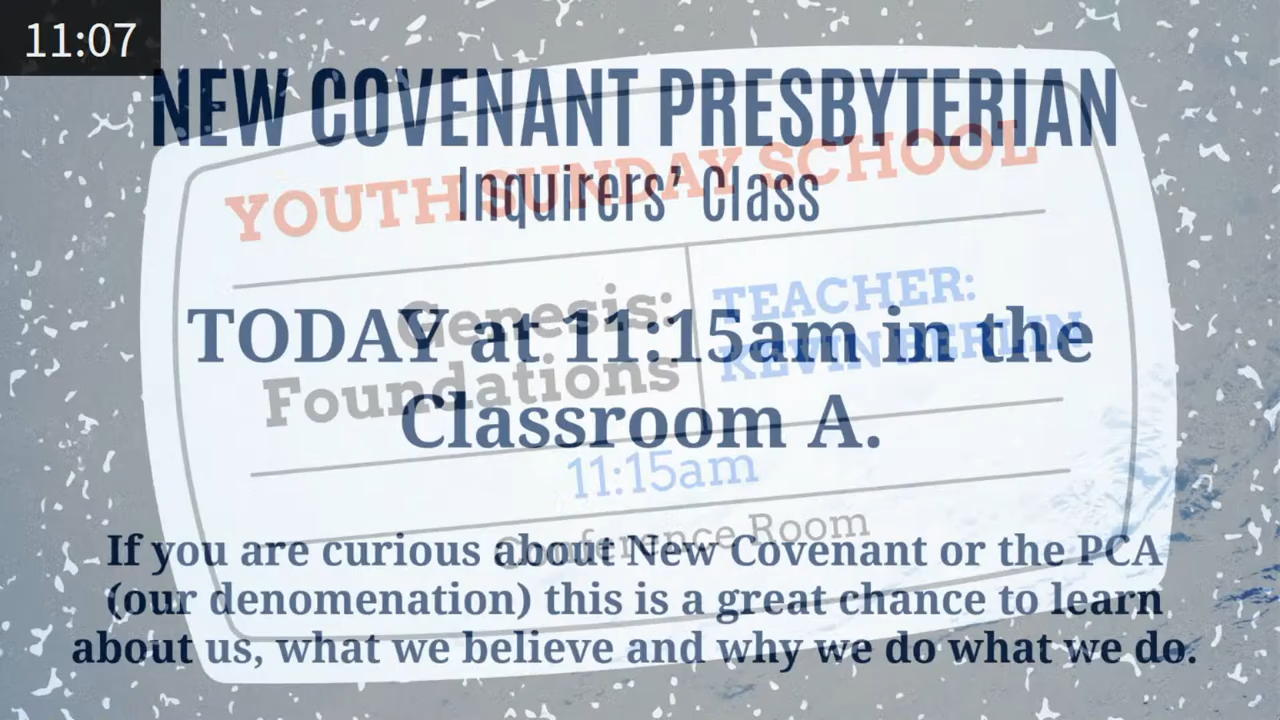 11:07
NEW COVENANT PRESBYTERIAN
YOUTH SUNDAY SCHOOL
Inquirers' Class
Genesis:
Foundations
TEACHER:
KEVIN BERLIN
TODAY at 11:15am in the
Classroom A.
11:15am
Conference Room
If you are curious about New Covenant or the PCA
(our denomenation) this is a great chance to learn
about us, what we believe and why we do what we do.